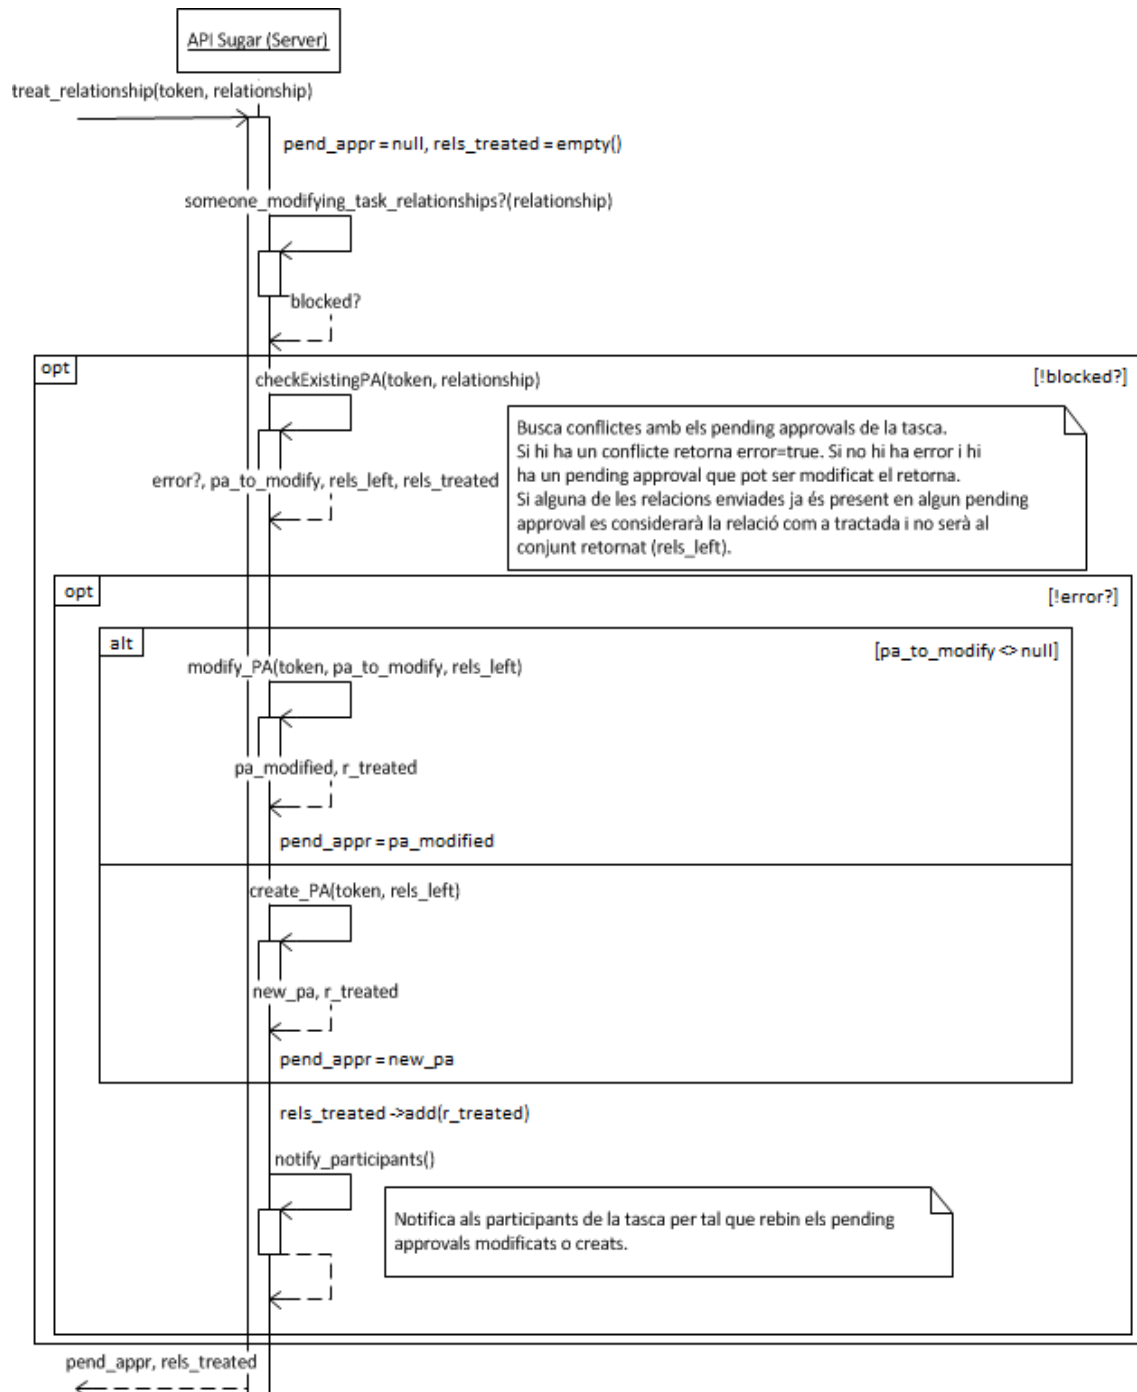 API Sugar (Server)
treat_relationship(token, relationship)
pend_appr = null, rels_treated = empty()
someone_modifying_task_relationships?(relationship)
blocked?
opt
[!blocked?]
checkExistingPA(token, relationship)
Busca conflictes amb els pending approvals de la tasca.
Si hi ha un conflicte retorna error=true. Si no hi ha error i hi
ha un pending approval que pot ser modificat el retorna.
Si alguna de les relacions enviades ja és present en algun pending
approval es considerarà la relació com a tractada i no serà al
conjunt retornat (rels_left).
error?, pa_to_modify, rels_left, rels_treated
opt
[!error?]
alt
[pa_to_modify <> null]
modify_PA(token, pa_to_modify, rels_left)
pa_modified, r_treated
pend_appr = pa_modified
create_PA(token, rels_left)
new_pa, r_treated
pend_appr = new_pa
rels_treated ->add(r_treated)
notify_participants()
Notifica als participants de la tasca per tal que rebin els pending
approvals modificats o creats.
pend_appr, rels_treated